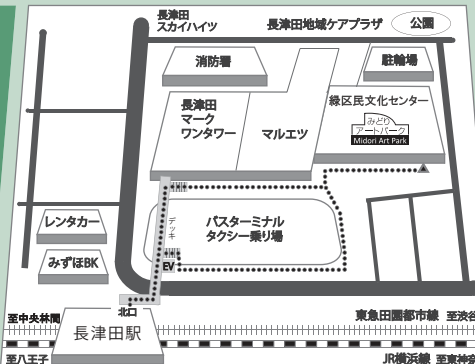 長津田
スカイハイツ
長津田地域ケアプラザ
公園
消防署
駐輪場
長津田
マーク
ワンタワー
マルエツ
緑区民文化センター
みどり
アートパーク
Midori Art Park
レンタカー
みずほBK
デッキ
バスターミナル
タクシー乗り場
EV
北口
至中央林間
東急田園都市線
至渋谷
長津田駅
至八王子
JR横浜線
至東神奈